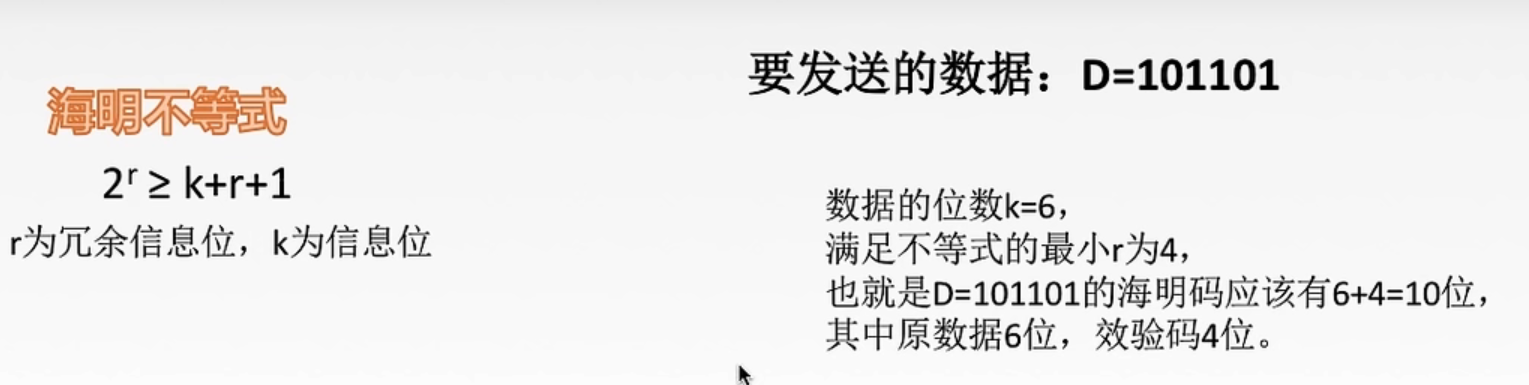 要发送的数据：D=101101
海明不等式
2ʳ ≥ k+r+1
r为冗余信息位，k为信息位
数据的位数k=6，
满足不等式的最小r为4，
也就是D=101101的海明码应该有6+4=10位，
其中原数据6位，效验码4位。